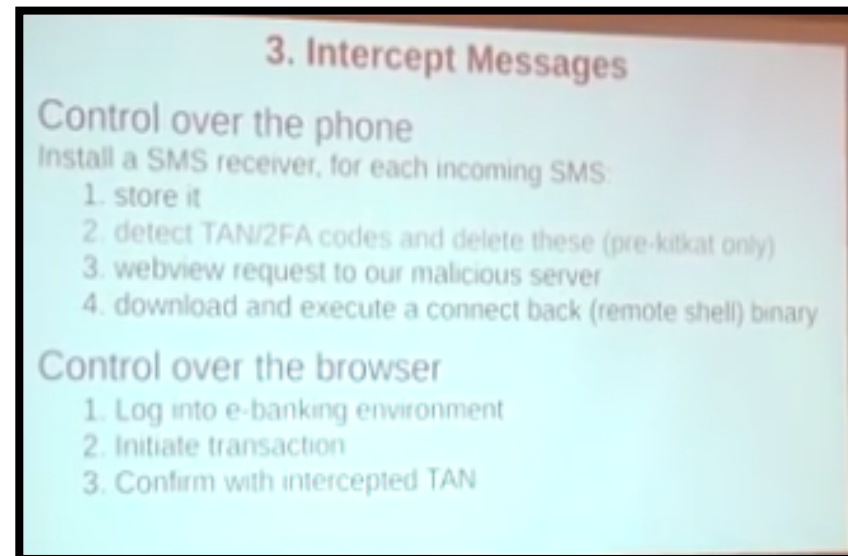 3. Intercept Messages
Control over the phone
Install a SMS receiver, for each incoming SMS:
1. store it
2. detect TAN/2FA codes and delete these (pre-kitkat only)
3. webview request to our malicious server
4. download and execute a connect back (remote shell) binary
Control over the browser
1. Log into e-banking environment
2. Initiate transaction
3. Confirm with intercepted TAN